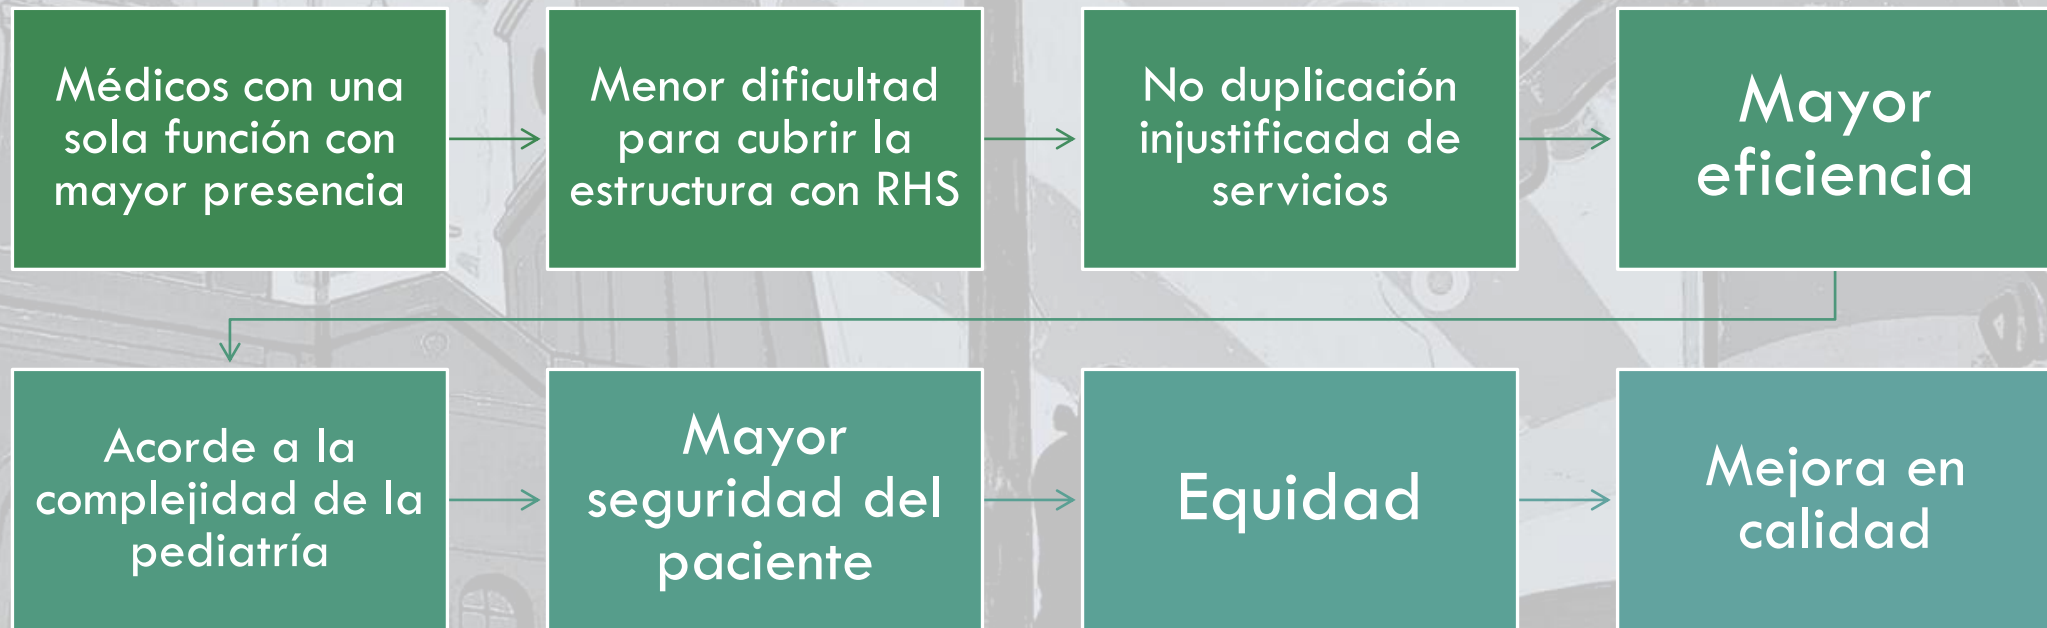 Médicos con una
sola función con
mayor presencia
Menor dificultad
para cubrir la
estructura con RHS
No duplicación
injustificada de
servicios
Mayor
eficiencia
Acorde a la
complejidad de la
pediatría
Mayor
seguridad del
paciente
Equidad
Mejora en
calidad